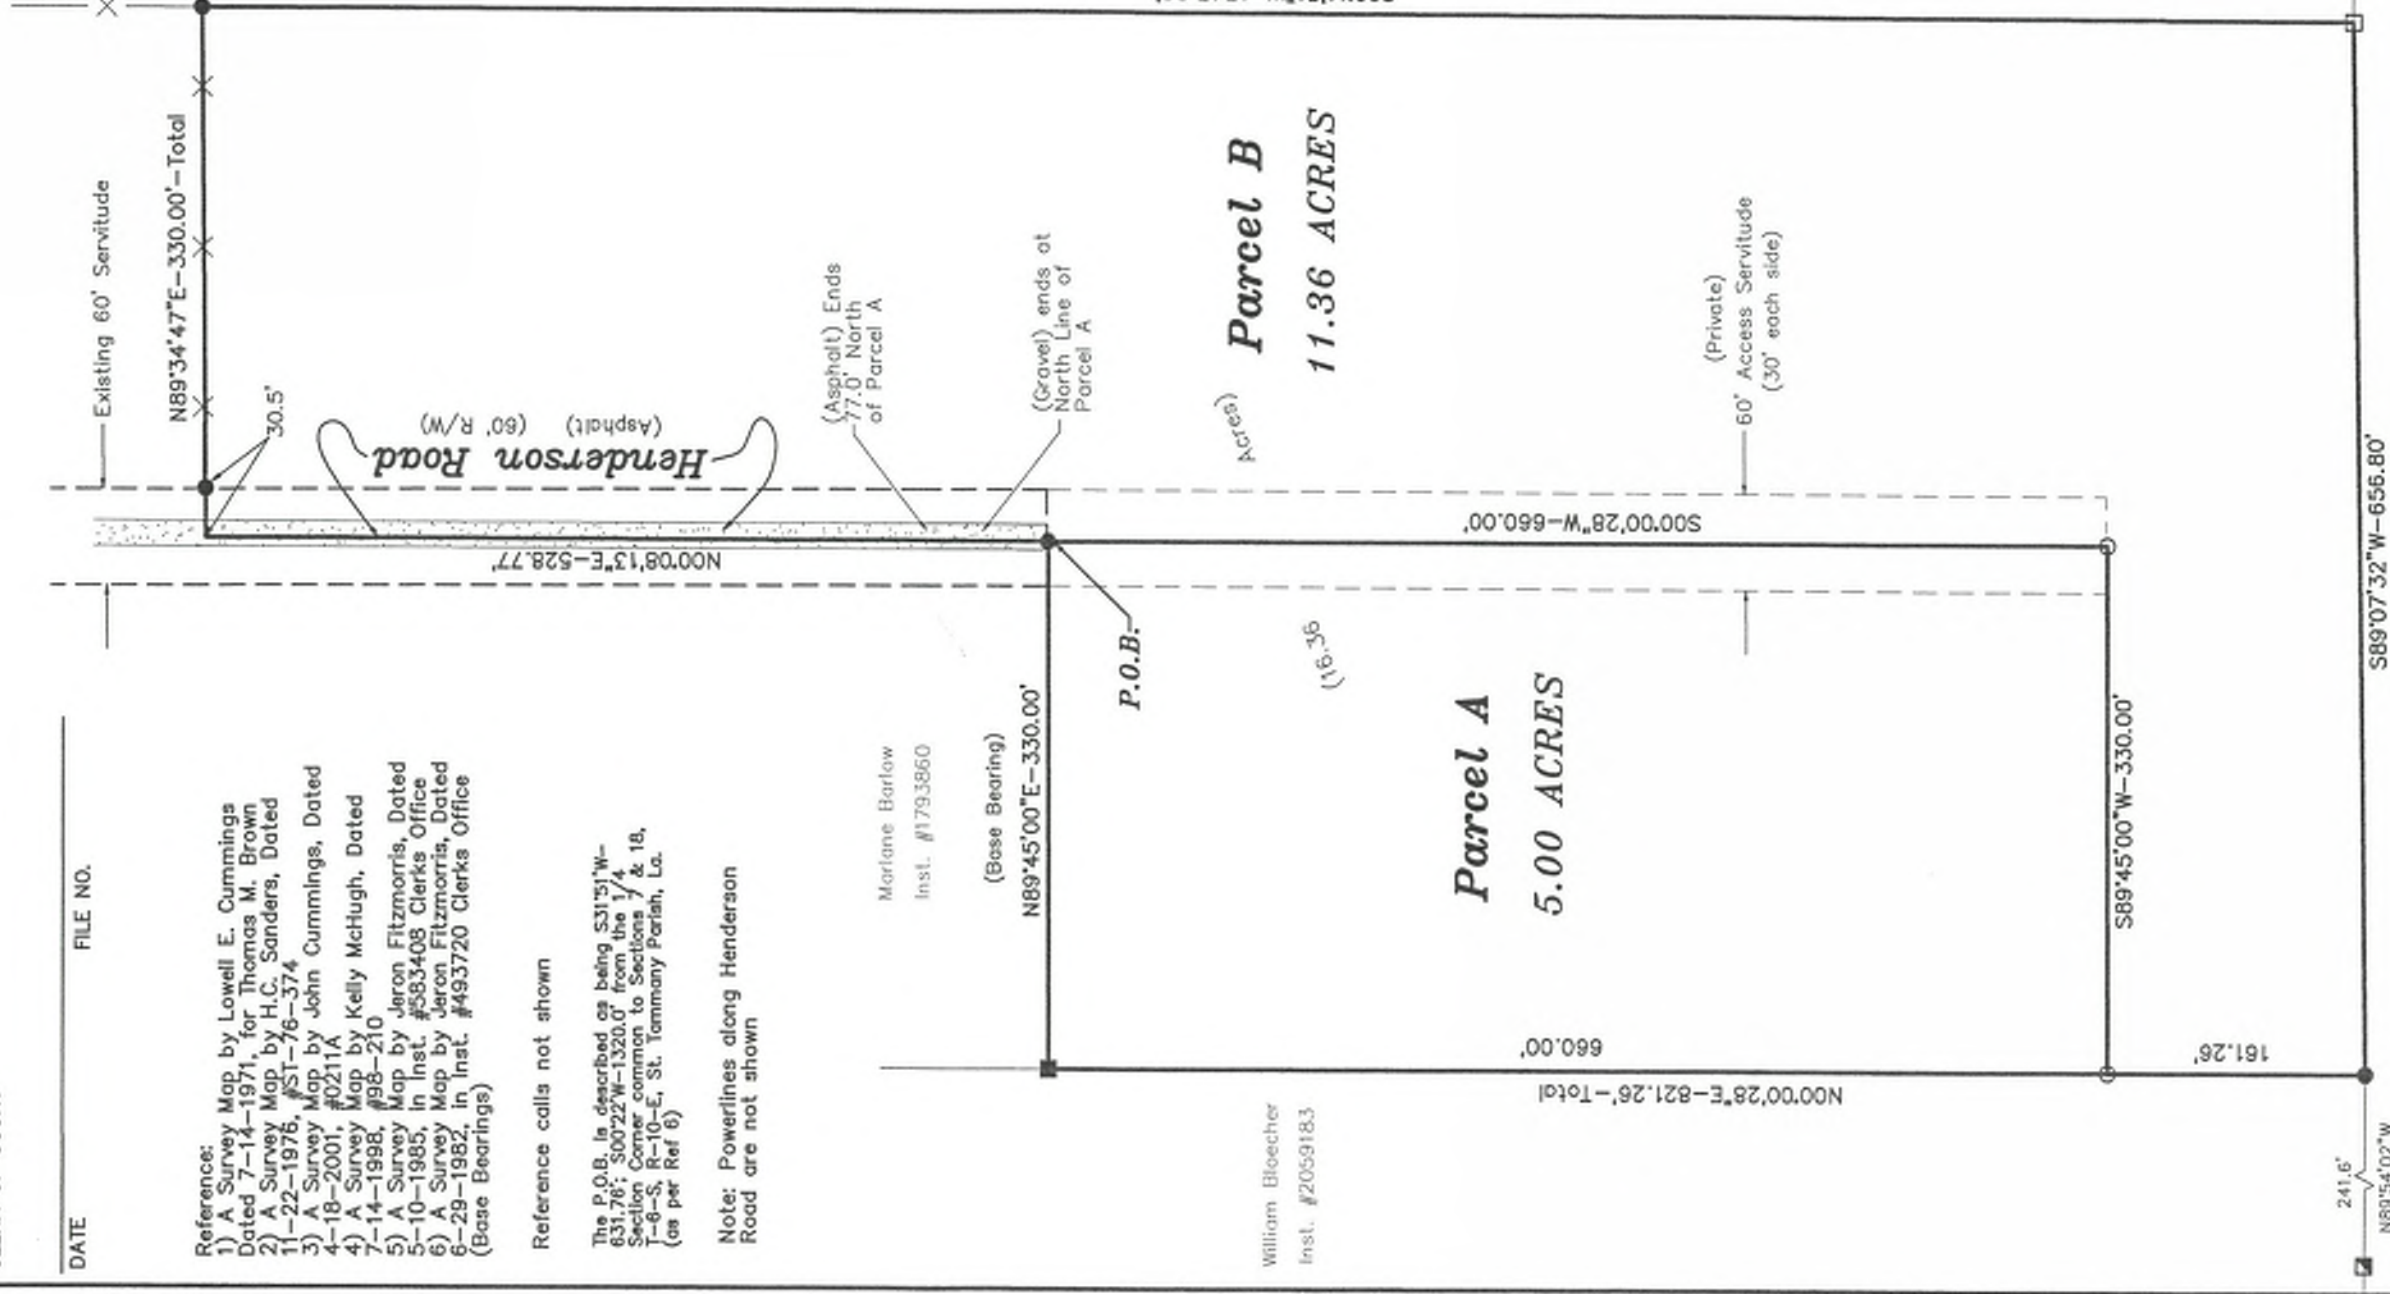 DATE
FILE NO.
Reference:
1) A Survey Map by Lowell E. Cummings
Dated 7-14-1971, for Thomas M. Brown
2) A Survey Map by H.C. Sanders, Dated
11-22-1976, #ST-76-374
3) A Survey Map by John Cummings, Dated
4-18-2001, #0211A
4) A Survey Map by Kelly McHugh, Dated
7-14-1998, #98-210
5) A Survey Map by Jeron Fitzmorris, Dated
5-10-1985, in Inst. #583408 Clerks Office
6) A Survey Map by Jeron Fitzmorris, Dated
6-29-1982, in Inst. #493720 Clerks Office
(Base Bearings)
Reference calls not shown
The P.O.B. is described as being S31°51"W-
631.76'; S00°22'W-1320.0' from the 1/4
Section Corner common to Sections 7 & 18,
T-6-S, R-10-E, St. Tammany Parish, La.
(as per Ref 6)
Note: Powerlines along Henderson
Road are not shown
Existing 60' Servitude
N89°34'47"E-330.00'-Total
30.5'
Henderson Road
(Asphalt) (60' R/W)
N00°08'13"E-528.77'
(Asphalt) Ends
77.0' North
of Parcel A
(Gravel) ends at
North Line of
Parcel A
Marlane Barlow
Inst. #1793860
(Base Bearing)
N89°45'00"E-330.00'
P.O.B.
Parcel B
11.36 ACRES
(16.36
Acres)
Parcel A
5.00 ACRES
S00°00'28"W-660.00'
(Private)
60' Access Servitude
(30' each side)
660.00'
N00°00'28"E-821.26'-Total
161.26'
William Bloecher
Inst. #2059183
S89°45'00"W-330.00'
S89°07'32"W-656.80'
241.6'
N89°54'02"W